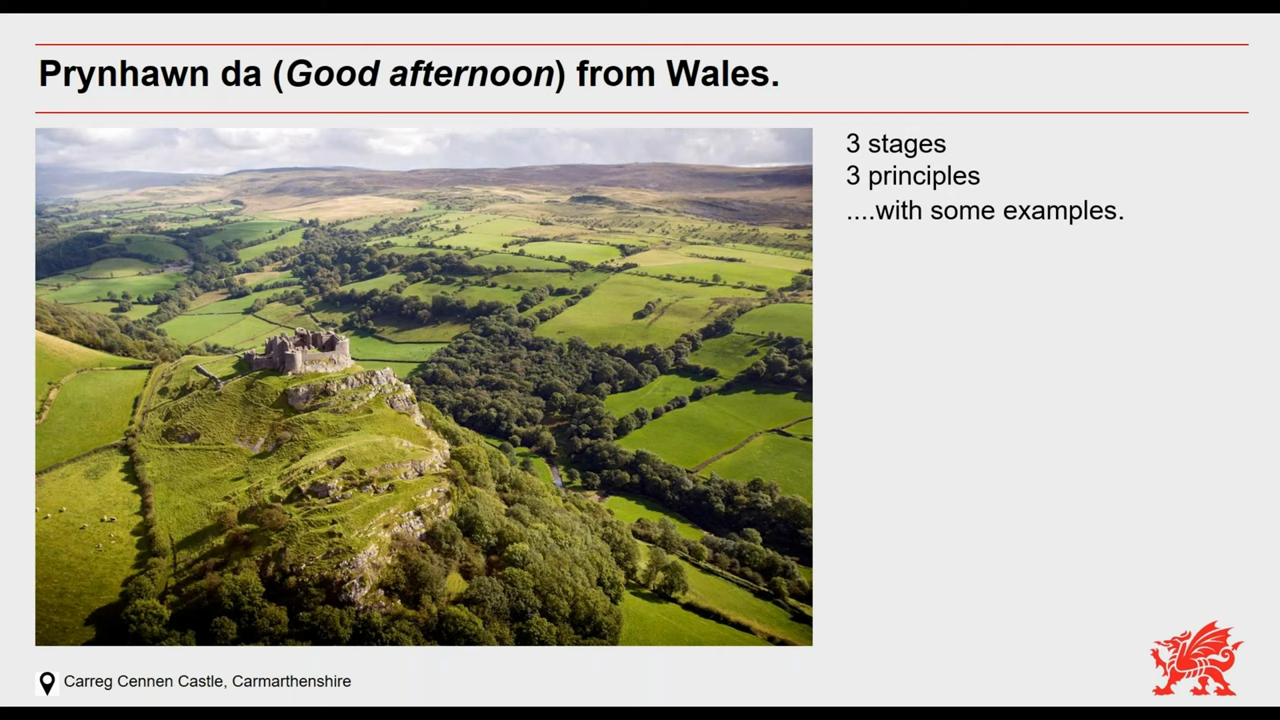 Prynhawn da (Good afternoon) from Wales.
3 stages
3 principles
....with some examples.
Carreg Cennen Castle, Carmarthenshire